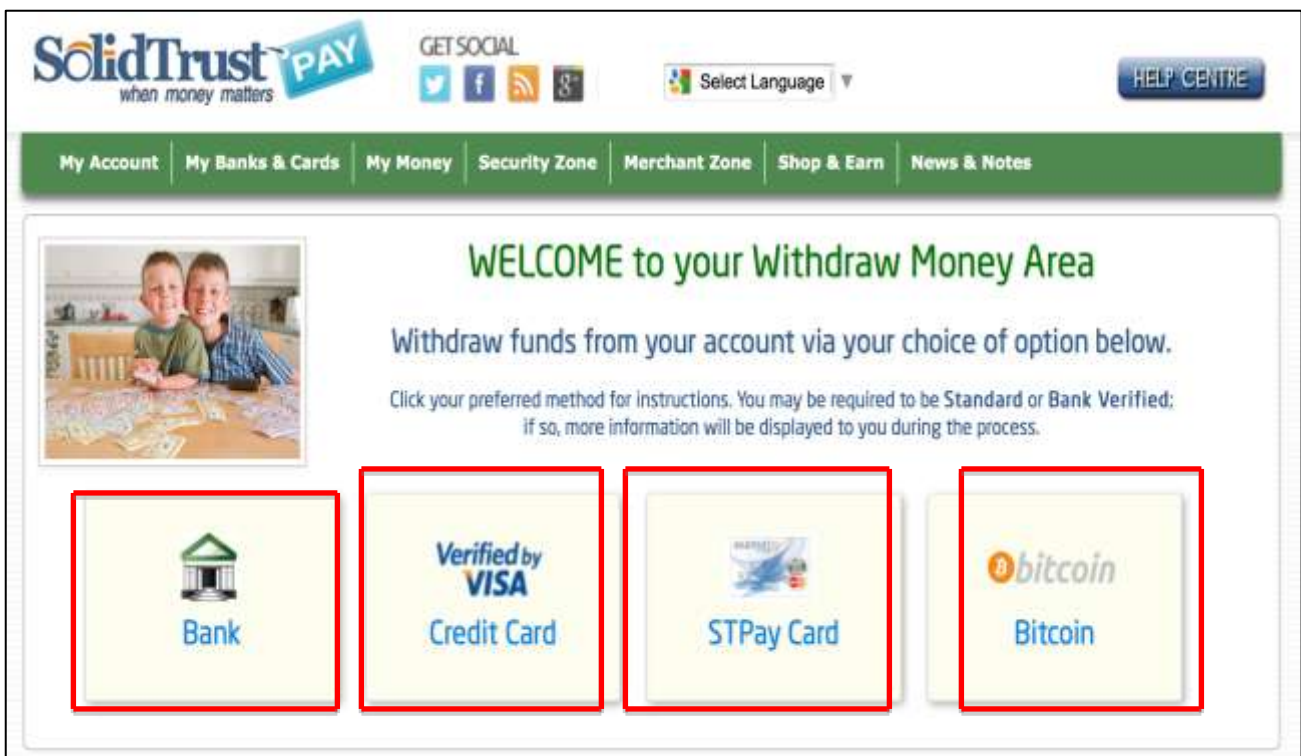 SolidTrust PAY
when money matters
GET SOCIAL
Select Language ▼
HELP CENTRE
My Account
My Banks & Cards
My Money
Security Zone
Merchant Zone
Shop & Earn
News & Notes
WELCOME to your Withdraw Money Area
Withdraw funds from your account via your choice of option below.
Click your preferred method for instructions. You may be required to be Standard or Bank Verified;
if so, more information will be displayed to you during the process.
Bank
Verified by
VISA
Credit Card
STPay Card
bitcoin
Bitcoin